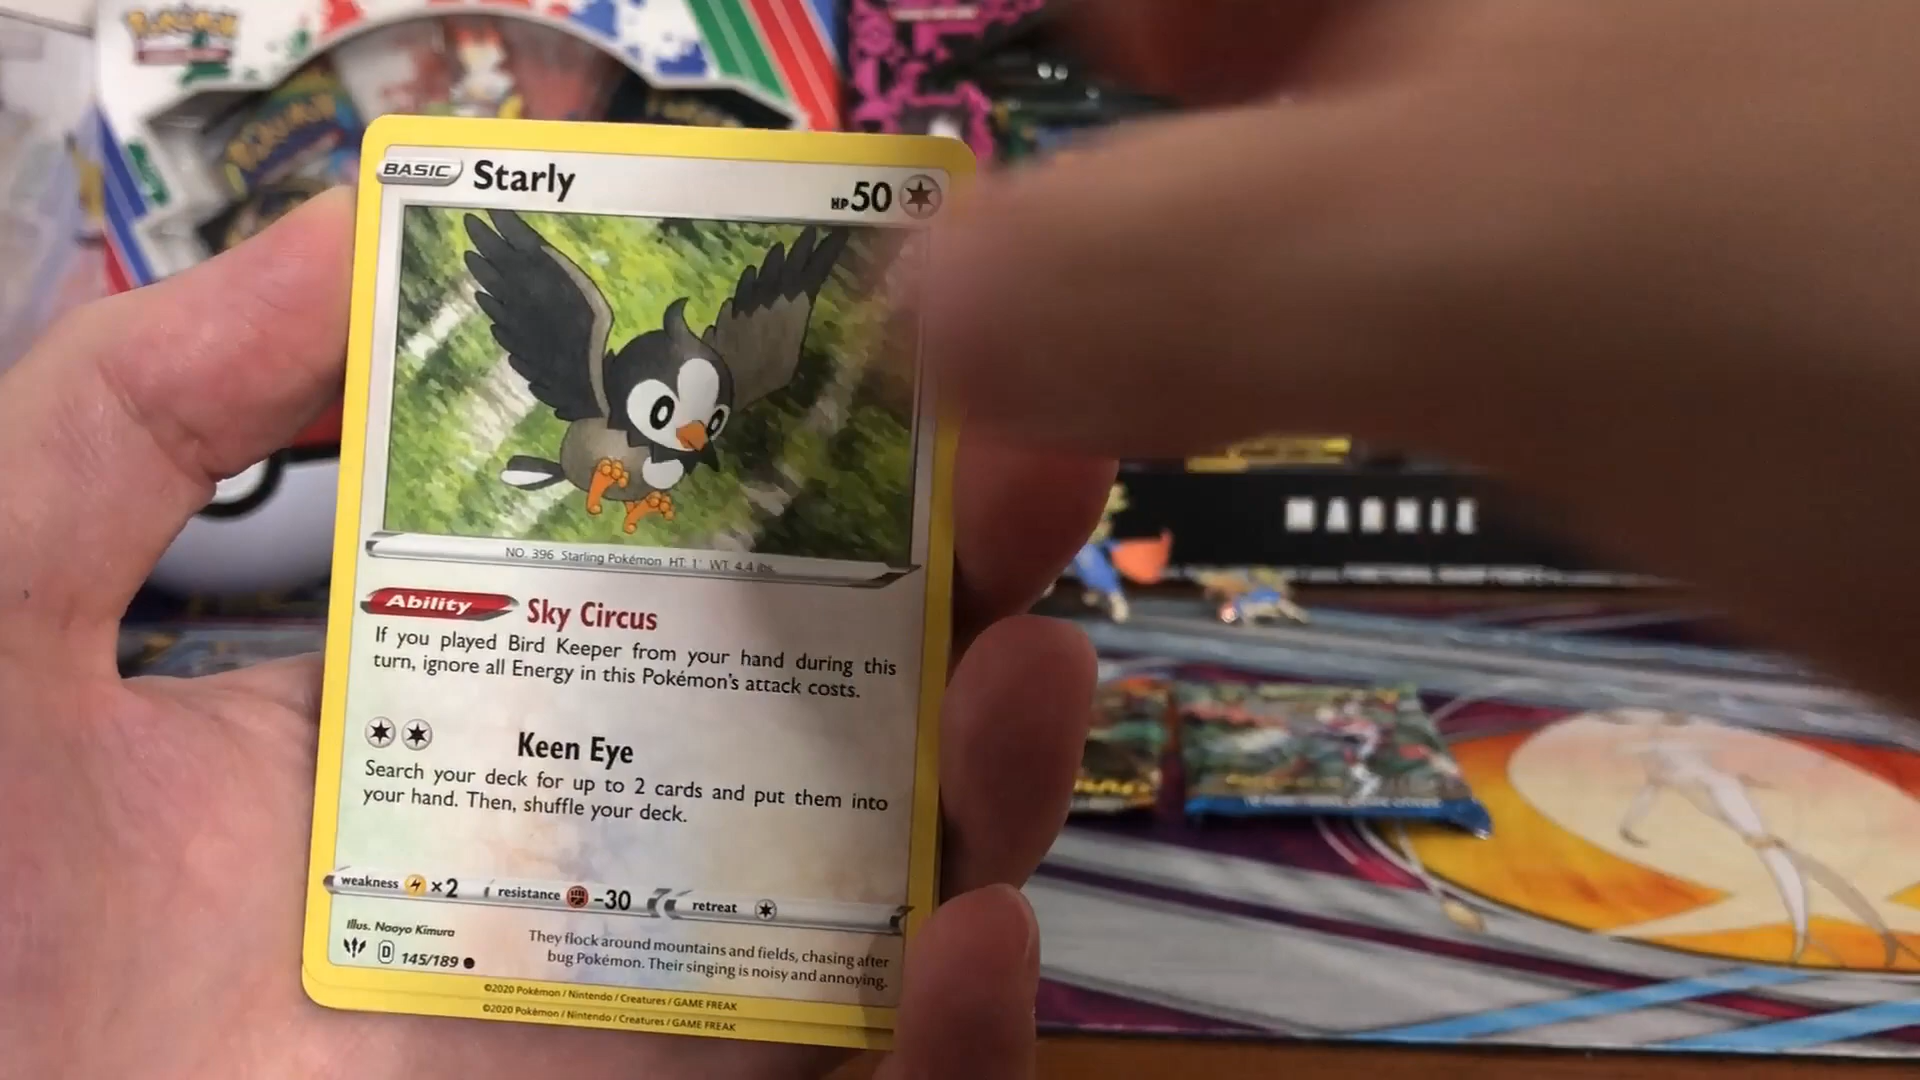 Pokémon
BASIC Starly HP 50
NO. 396 Starling Pokémon HT: 1' WT: 4.4 lbs.
Ability Sky Circus
If you played Bird Keeper from your hand during this
turn, ignore all Energy in this Pokémon's attack costs.
Keen Eye
Search your deck for up to 2 cards and put them into
your hand. Then, shuffle your deck.
weakness ×2 resistance -30 retreat
Illus. Naoyo Kimura
They flock around mountains and fields, chasing after
bug Pokémon. Their singing is noisy and annoying.
D 145/189
©2020 Pokémon / Nintendo / Creatures / GAME FREAK
©2020 Pokémon / Nintendo / Creatures / GAME FREAK
MARNIE